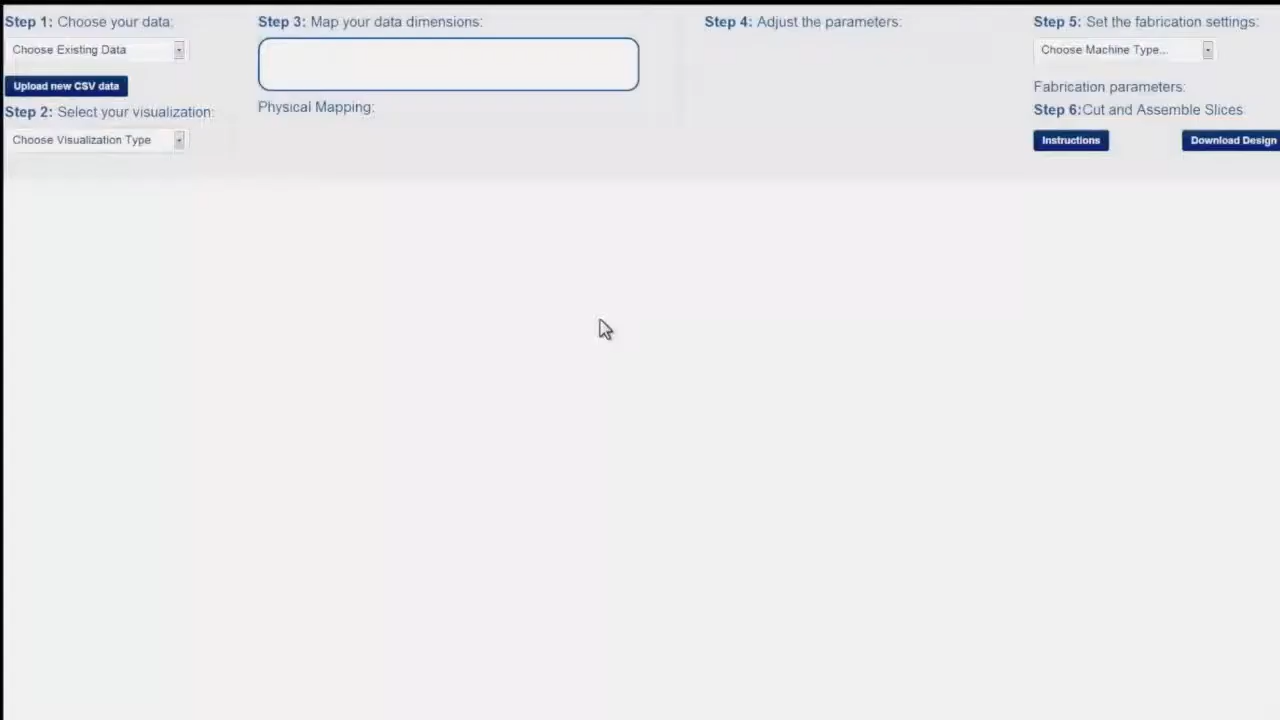 Step 1: Choose your data:
Choose Existing Data
Upload new CSV data
Step 2: Select your visualization:
Choose Visualization Type
Step 3: Map your data dimensions:
Physical Mapping:
Step 4: Adjust the parameters:
Step 5: Set the fabrication settings:
Choose Machine Type...
Fabrication parameters:
Step 6:Cut and Assemble Slices
Instructions
Download Design